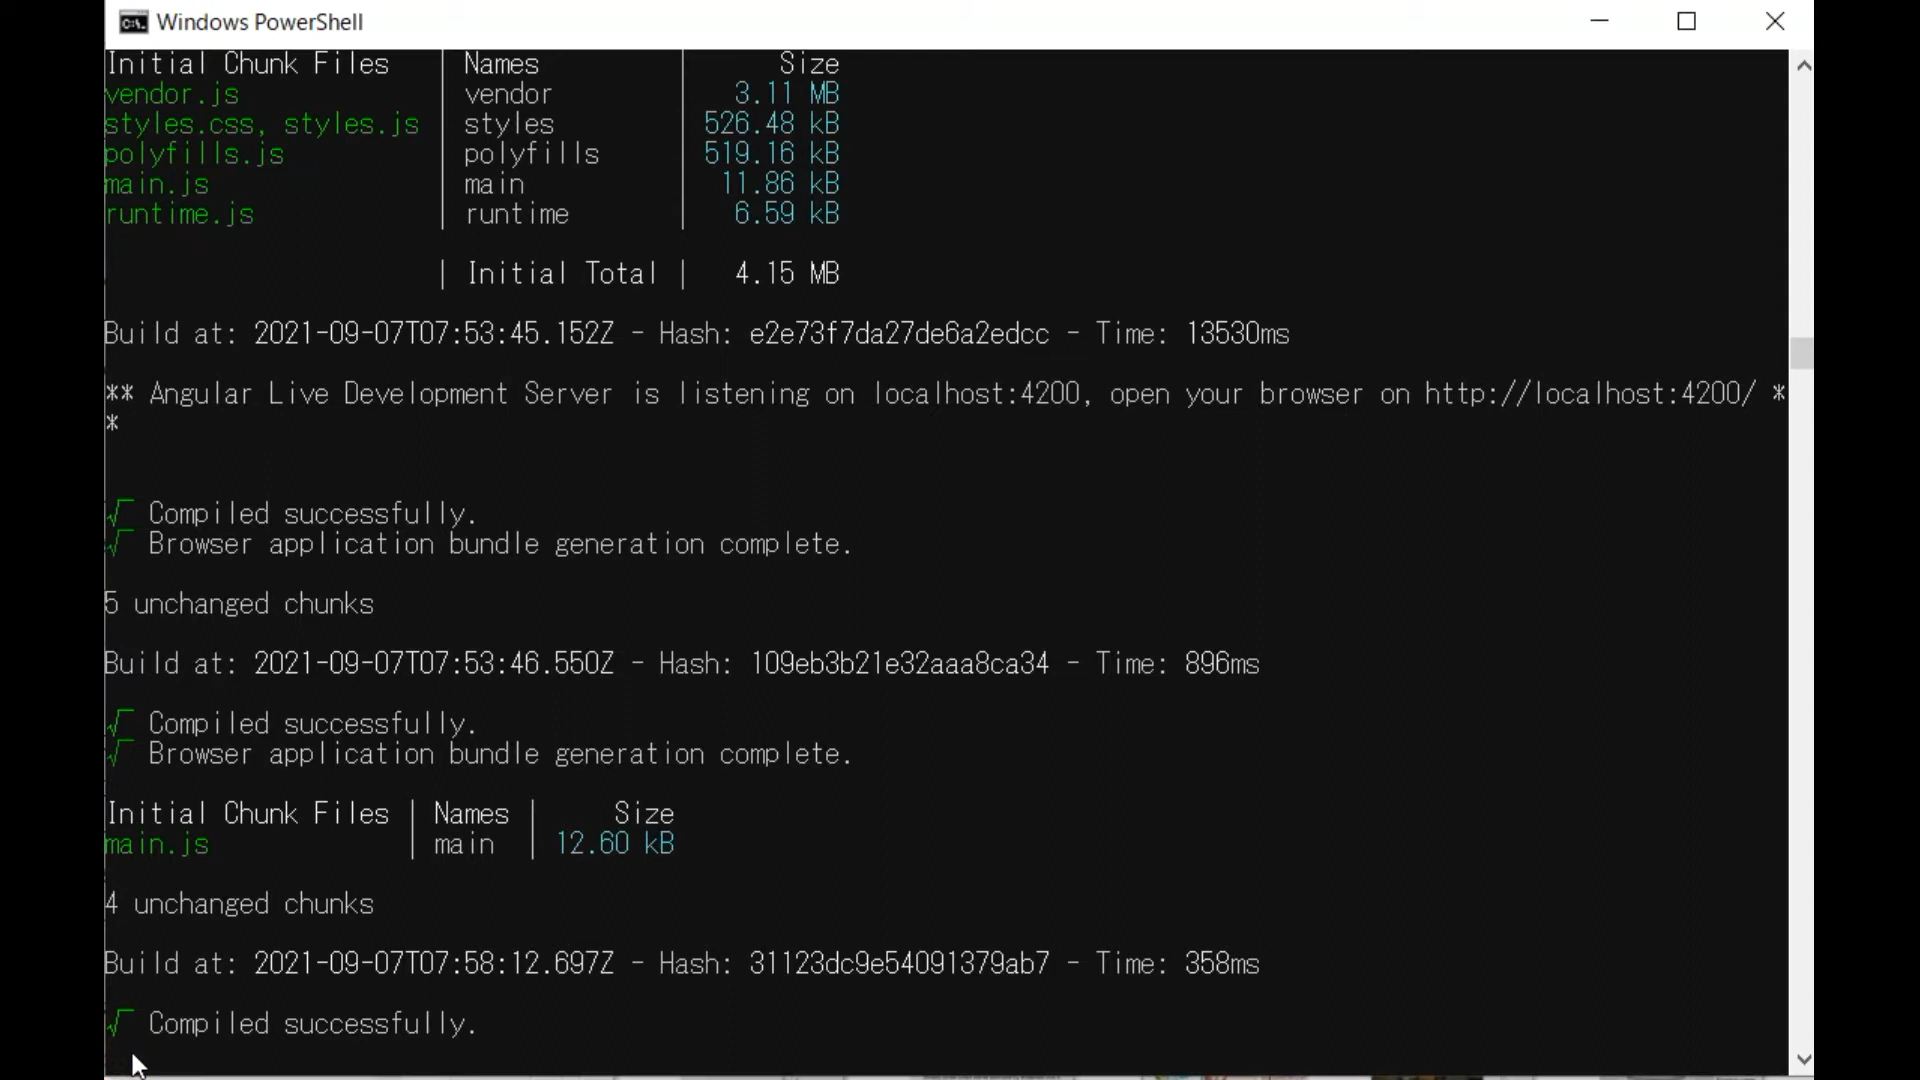 Windows PowerShell
Initial Chunk Files | Names | Size
vendor.js | vendor | 3.11 MB
styles.css, styles.js | styles | 526.48 kB
polyfills.js | polyfills | 519.16 kB
main.js | main | 11.86 kB
runtime.js | runtime | 6.59 kB
| Initial Total | 4.15 MB
Build at: 2021-09-07T07:53:45.152Z - Hash: e2e73f7da27de6a2edcc - Time: 13530ms
** Angular Live Development Server is listening on localhost:4200, open your browser on http://localhost:4200/ *
*
√ Compiled successfully.
√ Browser application bundle generation complete.
5 unchanged chunks
Build at: 2021-09-07T07:53:46.550Z - Hash: 109eb3b21e32aaa8ca34 - Time: 896ms
√ Compiled successfully.
√ Browser application bundle generation complete.
Initial Chunk Files | Names | Size
main.js | main | 12.60 kB
4 unchanged chunks
Build at: 2021-09-07T07:58:12.697Z - Hash: 31123dc9e54091379ab7 - Time: 358ms
√ Compiled successfully.